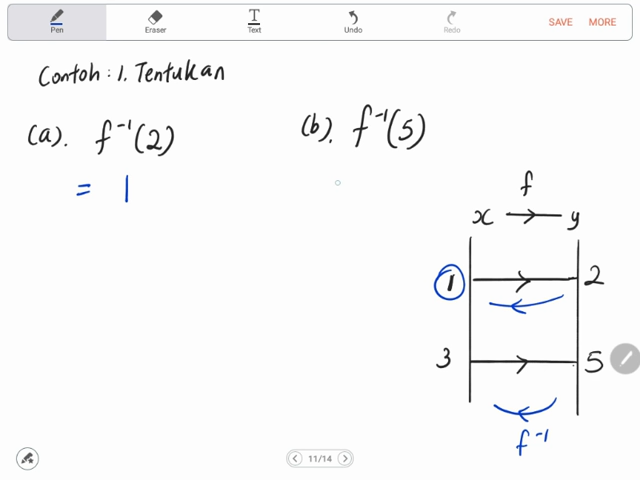 Pen Eraser Text Undo Redo SAVE MORE
Contoh : 1. Tentukan
(a). f⁻¹(2) (b). f⁻¹(5)
= 1
f
x → y
1 2
3 5
f⁻¹
11/14